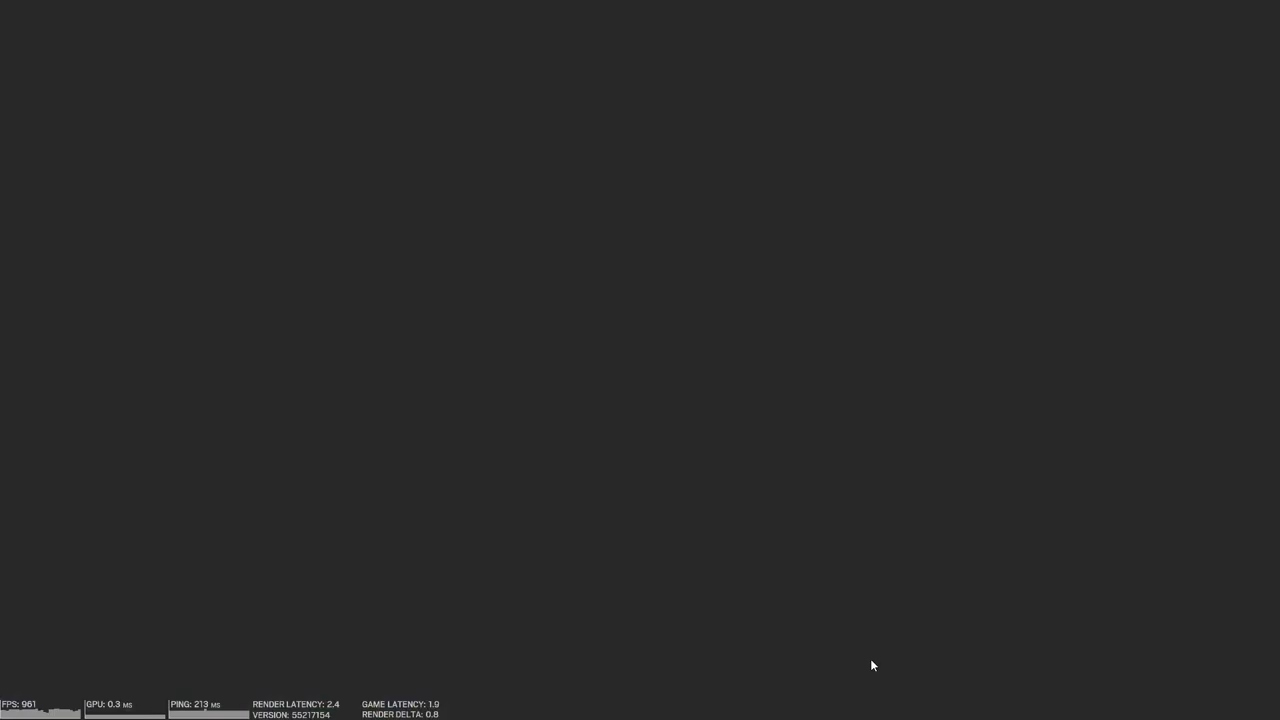 FPS: 961 GPU: 0.3 MS PING: 213 MS RENDER LATENCY: 2.4 GAME LATENCY: 1.9
VERSION: 55217154 RENDER DELTA: 0.8